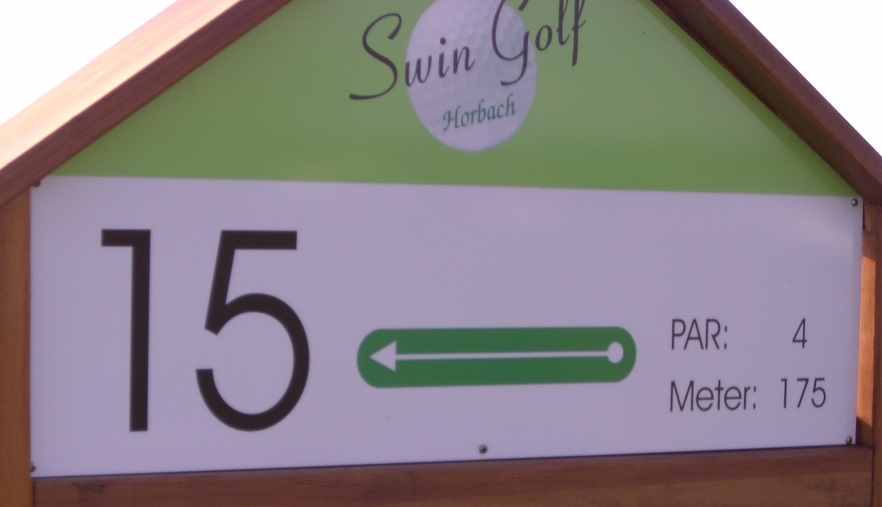 Swin Golf
Horbach
15
PAR: 4
Meter: 175